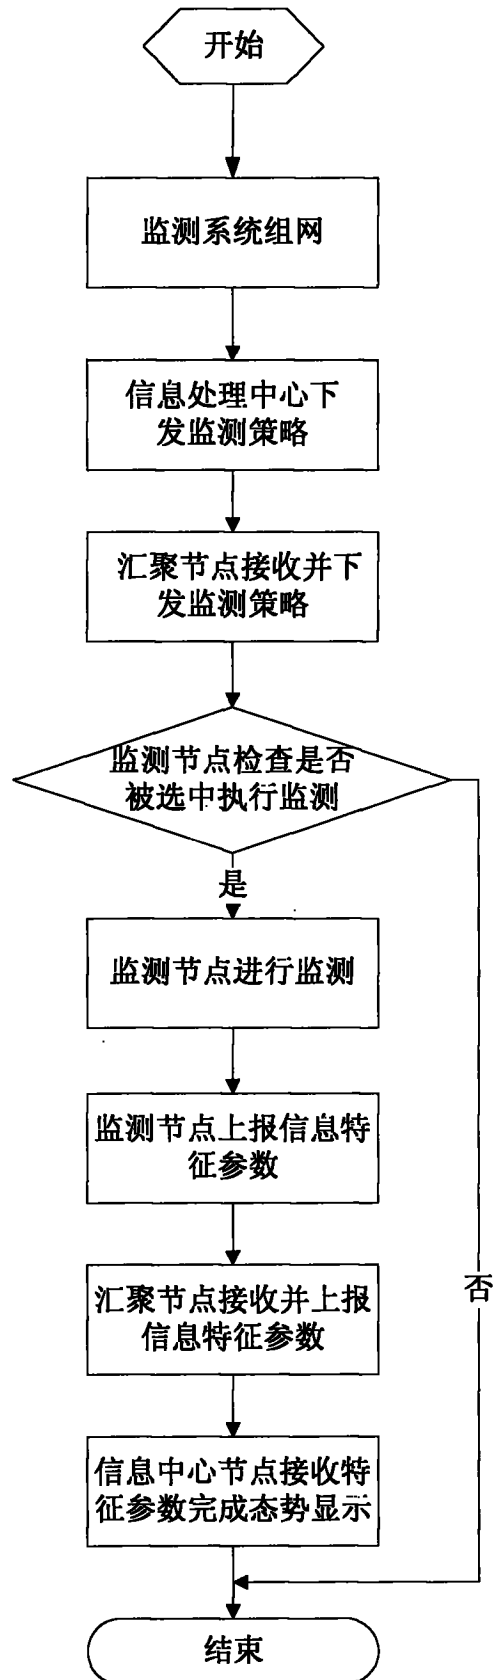 开始
监测系统组网
信息处理中心下
发监测策略
汇聚节点接收并下
发监测策略
监测节点检查是否
被选中执行监测
是
监测节点进行监测
监测节点上报信息特
征参数
汇聚节点接收并上报
信息特征参数
否
信息中心节点接收特
征参数完成态势显示
结束